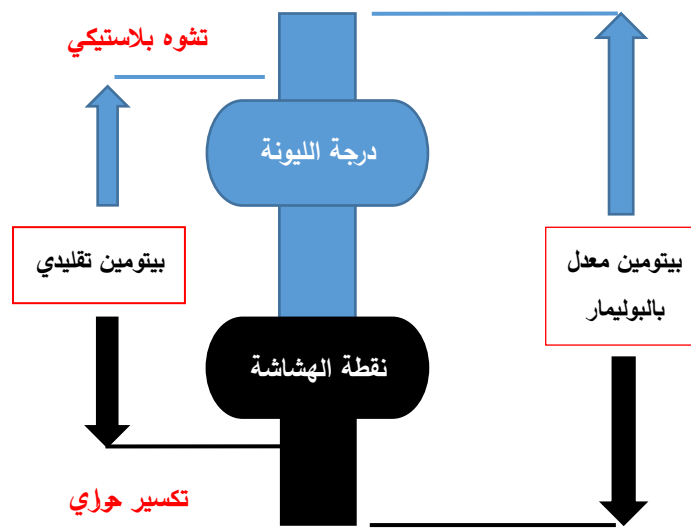 تشوه بلاستيكي
درجة الليونة
بيتومين تقليدي
بيتومين معدل
بالبوليمار
نقطة الهشاشة
تكسير حراري